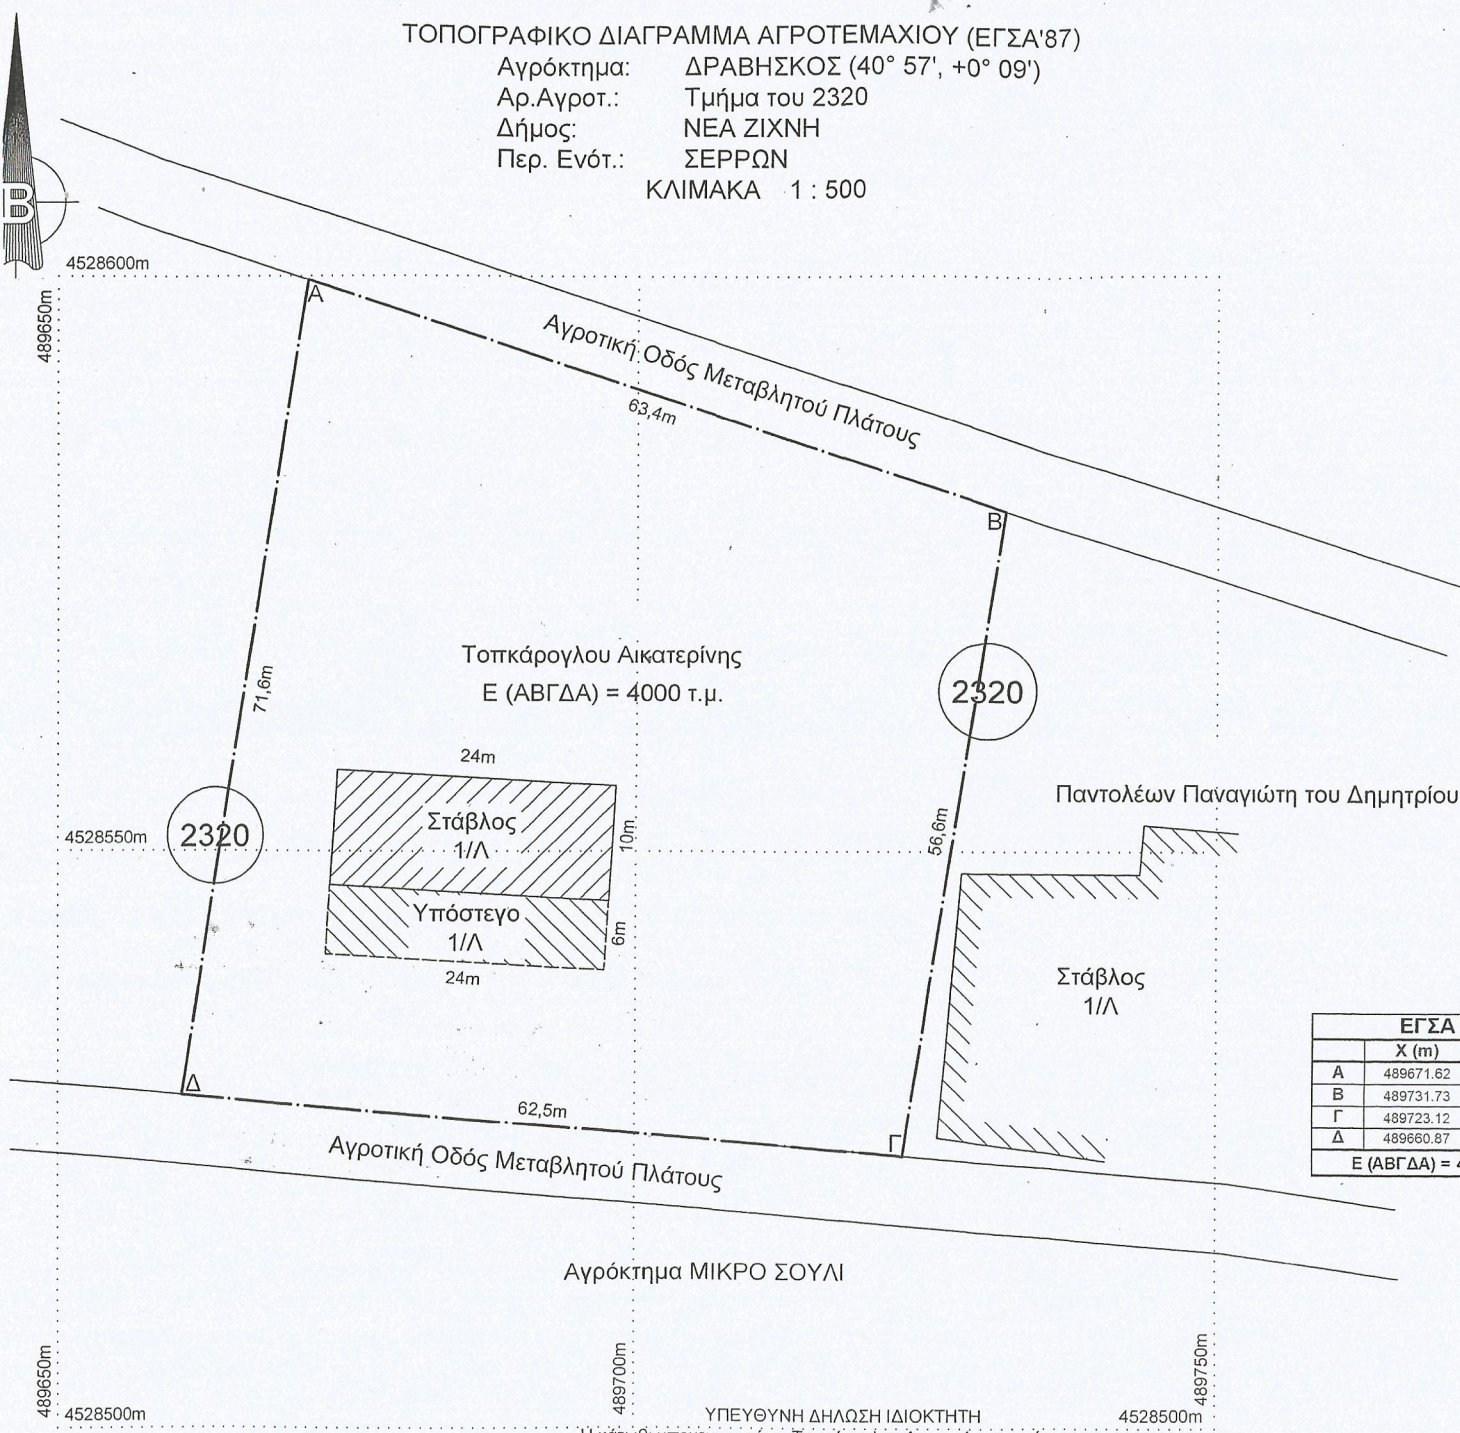 ΤΟΠΟΓΡΑΦΙΚΟ ΔΙΑΓΡΑΜΜΑ ΑΓΡΟΤΕΜΑΧΙΟΥ (ΕΓΣΑ'87)
Αγρόκτημα: ΔΡΑΒΗΣΚΟΣ (40° 57', +0° 09')
Αρ.Αγροτ.: Τμήμα του 2320
Δήμος: ΝΕΑ ΖΙΧΝΗ
Περ. Ενότ.: ΣΕΡΡΩΝ
ΚΛΙΜΑΚΑ 1 : 500
Β
4528600m
489650m
Α
Αγροτική Οδός Μεταβλητού Πλάτους
63,4m
Β
Τοπκάρογλου Αικατερίνης
Ε (ΑΒΓΔΑ) = 4000 τ.μ.
71,6m
2320
24m
Παντολέων Παναγιώτη του Δημητρίου
4528550m
2320
Στάβλος
1/Λ
10m
56,6m
Υπόστεγο
1/Λ
6m
24m
Στάβλος
1/Λ
ΕΓΣΑ
X (m)
Α 489671.62
Β 489731.73
Γ 489723.12
Δ 489660.87
Ε (ΑΒΓΔΑ) =
Δ
62,5m
Γ
Αγροτική Οδός Μεταβλητού Πλάτους
Αγρόκτημα ΜΙΚΡΟ ΣΟΥΛΙ
489650m
489700m
489750m
4528500m
ΥΠΕΥΘΥΝΗ ΔΗΛΩΣΗ ΙΔΙΟΚΤΗΤΗ
4528500m